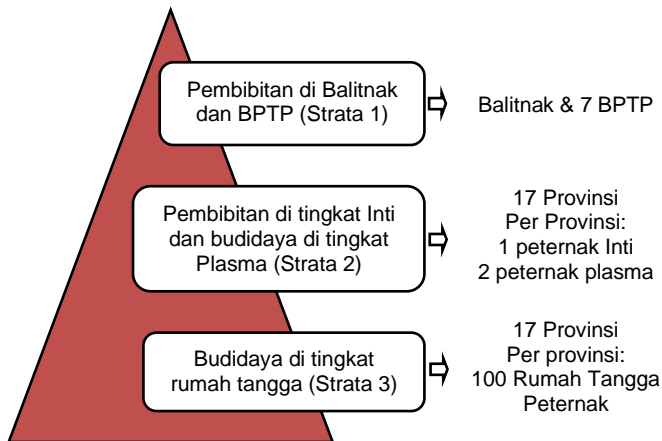 Pembibitan di Balitnak
dan BPTP (Strata 1)
Balitnak & 7 BPTP
Pembibitan di tingkat Inti
dan budidaya di tingkat
Plasma (Strata 2)
17 Provinsi
Per Provinsi:
1 peternak Inti
2 peternak plasma
Budidaya di tingkat
rumah tangga (Strata 3)
17 Provinsi
Per provinsi:
100 Rumah Tangga
Peternak